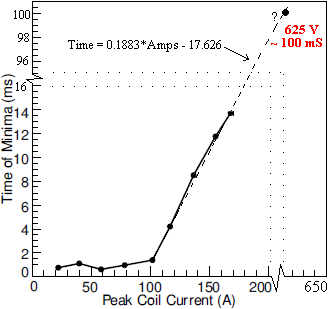 100
98
96
16
14
12
10
8
6
4
2
0
Time of Minima (ms)
?
625 V
~ 100 mS
Time = 0.1883*Amps - 17.626
0 50 100 150 200 650
Peak Coil Current (A)